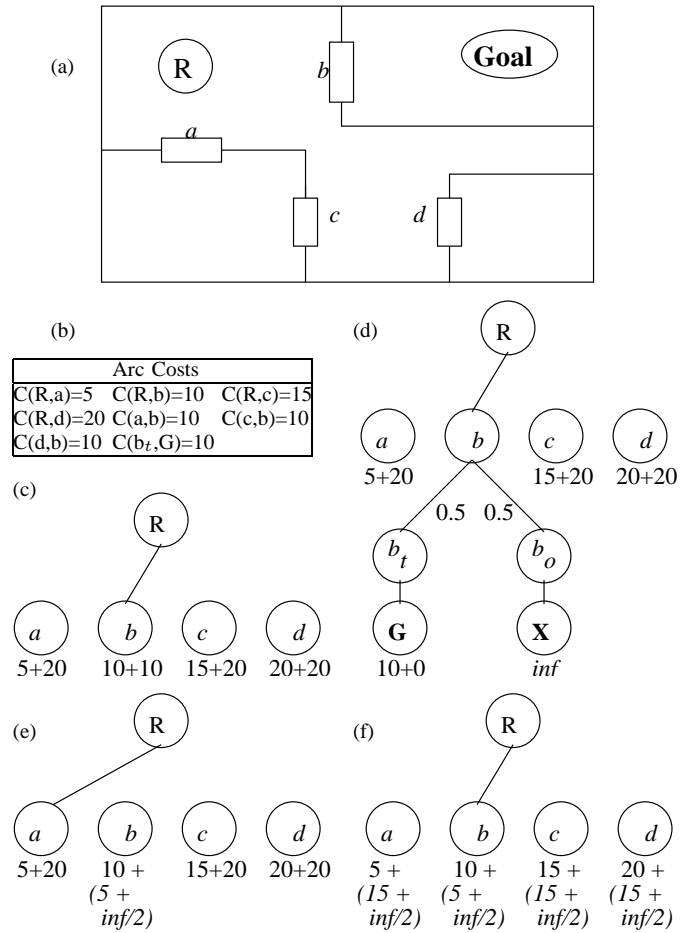 (a)
R
b
Goal
a
c
d
(b)
Arc Costs
C(R,a)=5 C(R,b)=10 C(R,c)=15
C(R,d)=20 C(a,b)=10 C(c,b)=10
C(d,b)=10 C(bₜ,G)=10
(c)
R
a b c d
5+20 10+10 15+20 20+20
(d)
R
a b c d
5+20 15+20 20+20
0.5 0.5
bₜ bₒ
G X
10+0 inf
(e)
R
a b c d
5+20 10 + 15+20 20+20
(5 +
inf/2)
(f)
R
a b c d
5 + 10 + 15 + 20 +
(15 + (5 + (15 + (15 +
inf/2) inf/2) inf/2) inf/2)